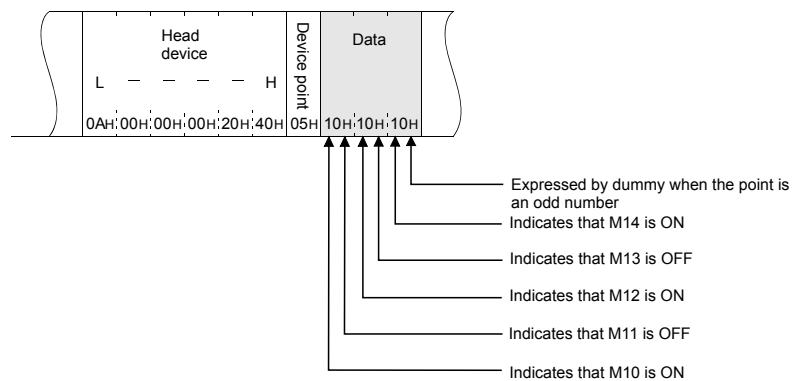 Head
device
Device point
Data
L – – – – H
0AH 00H 00H 00H 20H 40H 05H 10H 10H 10H
Expressed by dummy when the point is
an odd number
Indicates that M14 is ON
Indicates that M13 is OFF
Indicates that M12 is ON
Indicates that M11 is OFF
Indicates that M10 is ON